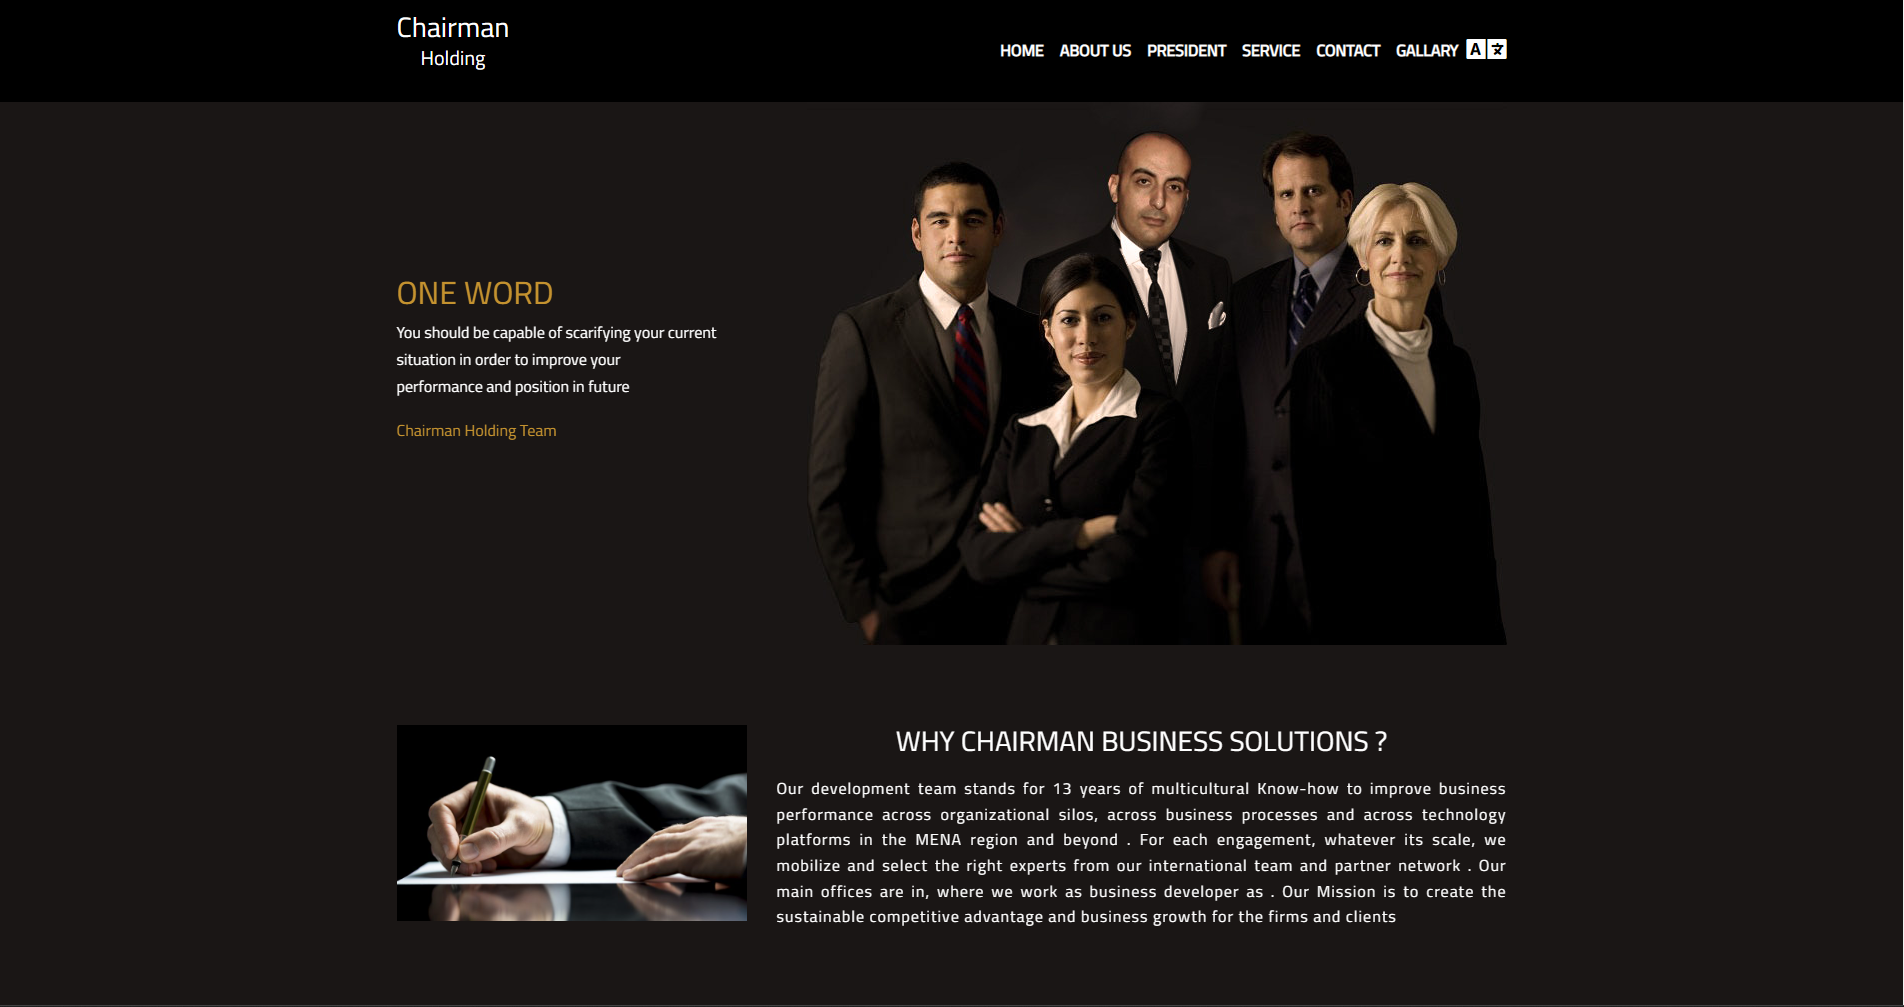 Chairman
Holding
HOME ABOUT US PRESIDENT SERVICE CONTACT GALLARY A
ONE WORD
You should be capable of scarifying your current
situation in order to improve your
performance and position in future
Chairman Holding Team
WHY CHAIRMAN BUSINESS SOLUTIONS ?
Our development team stands for 13 years of multicultural Know-how to improve business
performance across organizational silos, across business processes and across technology
platforms in the MENA region and beyond . For each engagement, whatever its scale, we
mobilize and select the right experts from our international team and partner network . Our
main offices are in, where we work as business developer as . Our Mission is to create the
sustainable competitive advantage and business growth for the firms and clients